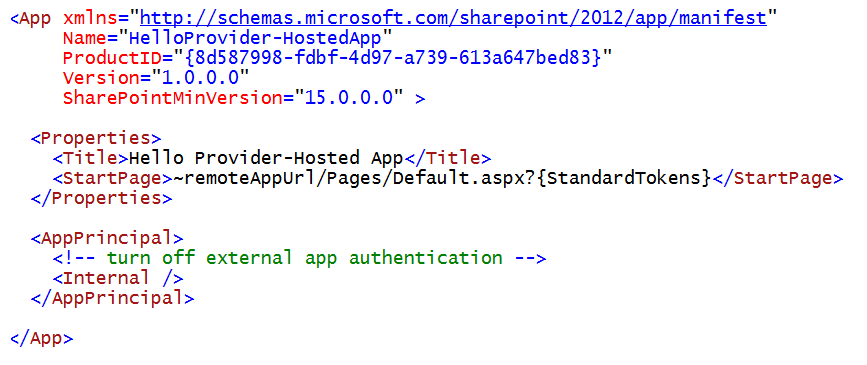 <App xmlns="http://schemas.microsoft.com/sharepoint/2012/app/manifest"
     Name="HelloProvider-HostedApp"
     ProductID="{8d587998-fdbf-4d97-a739-613a647bed83}"
     Version="1.0.0.0"
     SharePointMinVersion="15.0.0.0" >
  <Properties>
    <Title>Hello Provider-Hosted App</Title>
    <StartPage>~remoteAppUrl/Pages/Default.aspx?{StandardTokens}</StartPage>
  </Properties>
  <AppPrincipal>
    <!-- turn off external app authentication -->
    <Internal />
  </AppPrincipal>
</App>